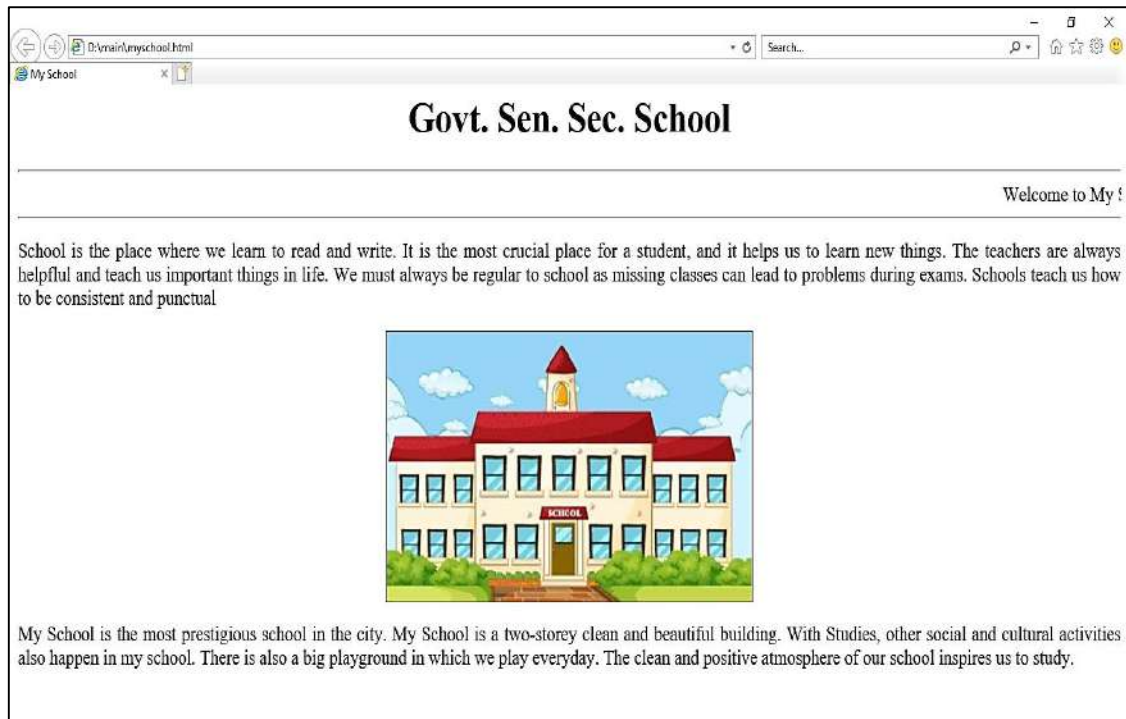 D:\main\myschool.html
Search...
My School
Govt. Sen. Sec. School
Welcome to My
School is the place where we learn to read and write. It is the most crucial place for a student, and it helps us to learn new things. The teachers are always
helpflul and teach us important things in life. We must always be regular to school as missing classes can lead to problems during exams. Schools teach us how
to be consistent and punctual
SCHOOL
My School is the most prestigious school in the city. My School is a two-storey clean and beautiful building. With Studies, other social and cultural activities
also happen in my school. There is also a big playground in which we play everyday. The clean and positive atmosphere of our school inspires us to study.